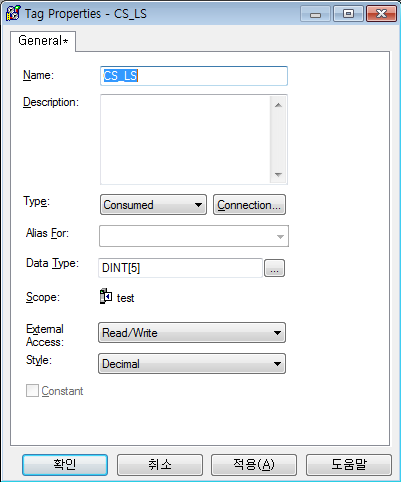 Tag Properties - CS_LS
General*
Name:
CS_LS
Description:
Type:
Consumed
Connection...
Alias For:
Data Type:
DINT[5]
...
Scope:
test
External Access:
Read/Write
Style:
Decimal
Constant
확인
취소
적용(A)
도움말